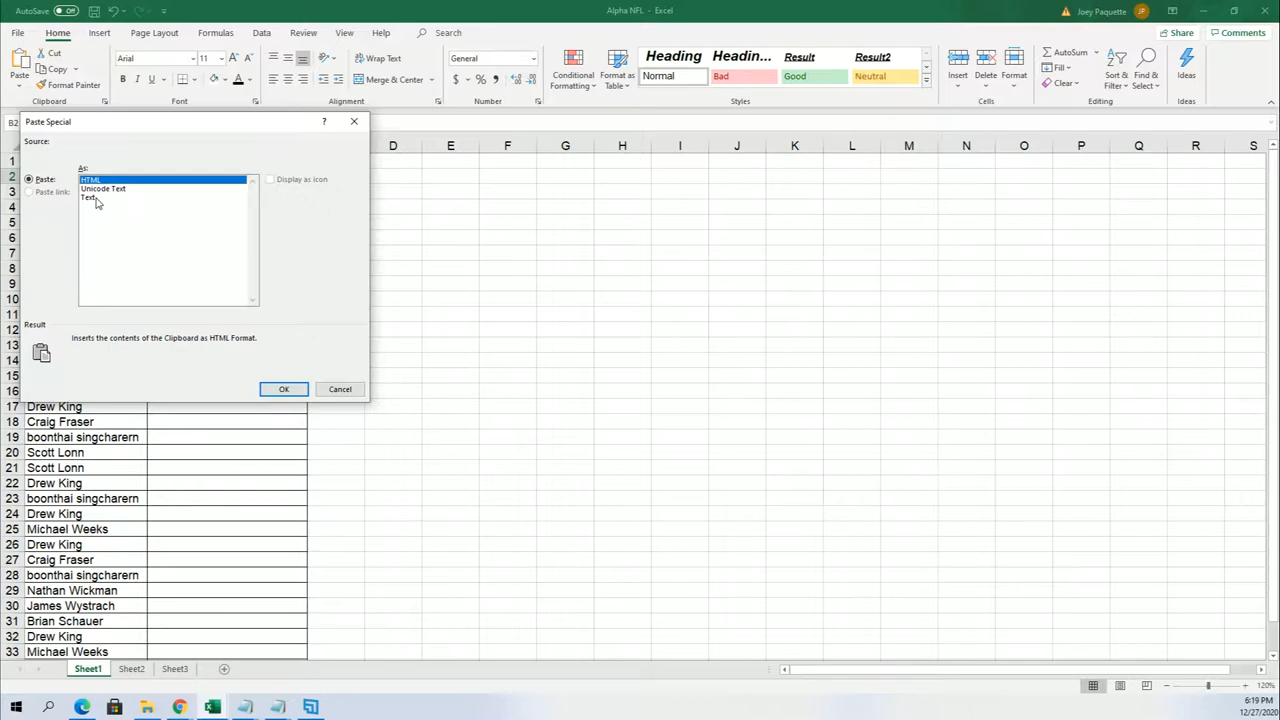 AutoSave Off
Alpha NFL - Excel
Joey Paquette JP
File Home Insert Page Layout Formulas Data Review View Help Search
Share Comments
Paste
Cut
Copy
Format Painter
Clipboard
Arial 11
B I U
Font
Wrap Text
Merge & Center
Alignment
General
$ %
Number
Conditional
Formatting
Format as
Table
Heading Headin... Result Result2
Normal Bad Good Neutral
Styles
Insert Delete Format
Cells
AutoSum
Fill
Clear
Sort &
Filter
Find &
Select
Editing
Ideas
Ideas
B2
Paste Special
?
Source:
As:
Paste:
Paste link:
HTML
Unicode Text
Text
Display as icon
Result
Inserts the contents of the Clipboard as HTML Format.
OK Cancel
D E F G H I J K L M N O P Q R S
1
2
3
4
5
6
7
8
9
10
11
12
13
14
15
16
17 Drew King
18 Craig Fraser
19 boonthai singcharern
20 Scott Lonn
21 Scott Lonn
22 Drew King
23 boonthai singcharern
24 Drew King
25 Michael Weeks
26 Drew King
27 Craig Fraser
28 boonthai singcharern
29 Nathan Wickman
30 James Wystrach
31 Brian Schauer
32 Drew King
33 Michael Weeks
Sheet1 Sheet2 Sheet3
120%
6:19 PM
12/27/2020